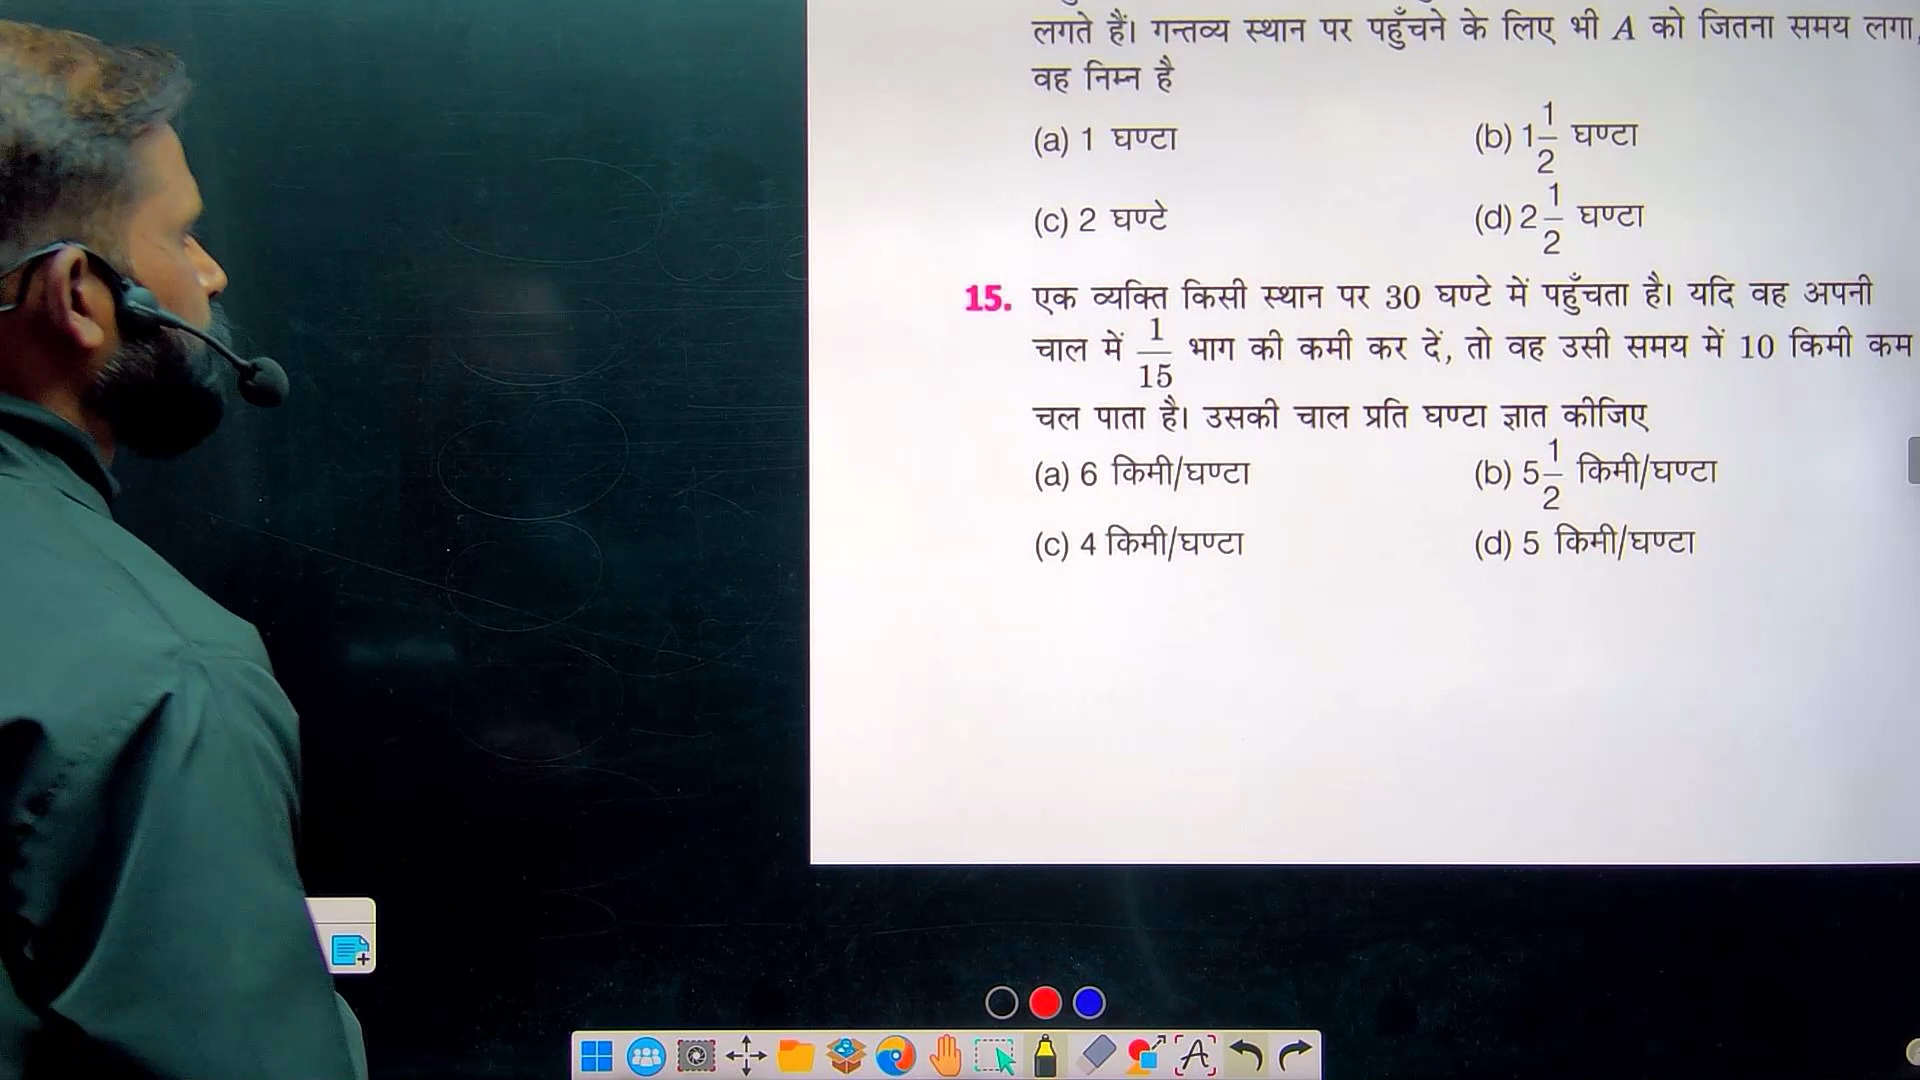 लगते हैं। गन्तव्य स्थान पर पहुँचने के लिए भी A को जितना समय लगा,
वह निम्न है
(a) 1 घण्टा (b) 1 1/2 घण्टा
(c) 2 घण्टे (d) 2 1/2 घण्टा
15. एक व्यक्ति किसी स्थान पर 30 घण्टे में पहुँचता है। यदि वह अपनी
चाल में 1/15 भाग की कमी कर दें, तो वह उसी समय में 10 किमी कम
चल पाता है। उसकी चाल प्रति घण्टा ज्ञात कीजिए
(a) 6 किमी/घण्टा (b) 5 1/2 किमी/घण्टा
(c) 4 किमी/घण्टा (d) 5 किमी/घण्टा